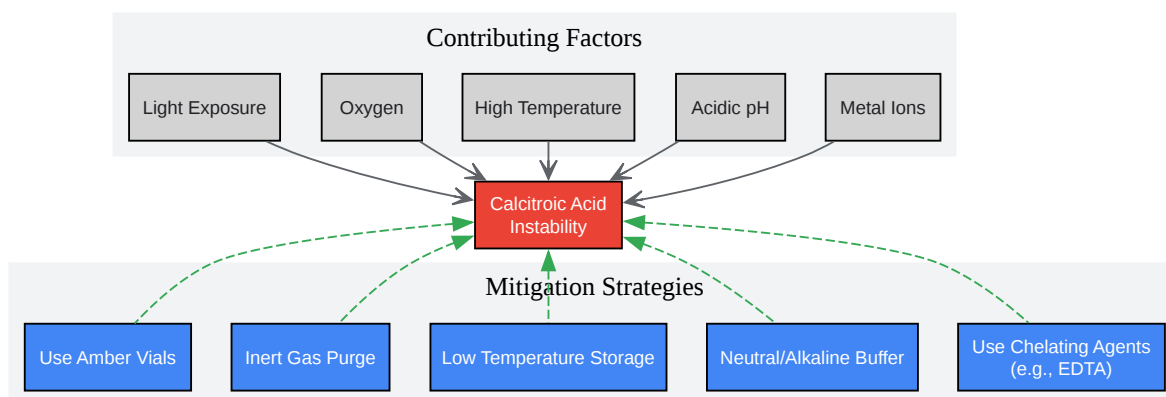 Contributing Factors
Light Exposure
Oxygen
High Temperature
Acidic pH
Metal Ions
Calcitroic Acid
Instability
Mitigation Strategies
Use Amber Vials
Inert Gas Purge
Low Temperature Storage
Neutral/Alkaline Buffer
Use Chelating Agents
(e.g., EDTA)